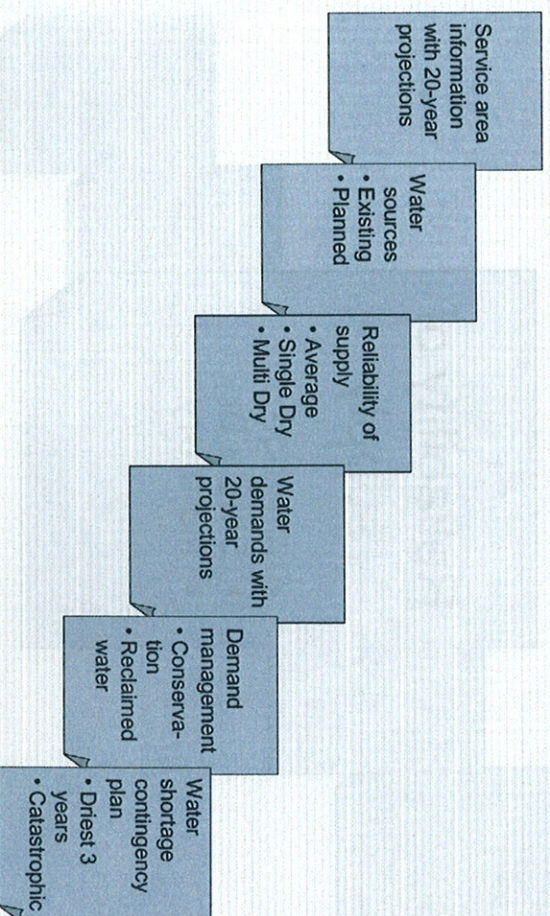 Service area
information
with 20-year
projections
Water
sources
• Existing
• Planned
Reliability of
supply
• Average
• Single Dry
• Multi Dry
Water
demands with
20-year
projections
Demand
management
• Conserva-
tion
• Reclaimed
water
Water
shortage
contingency
plan
• Driest 3
years
• Catastrophic